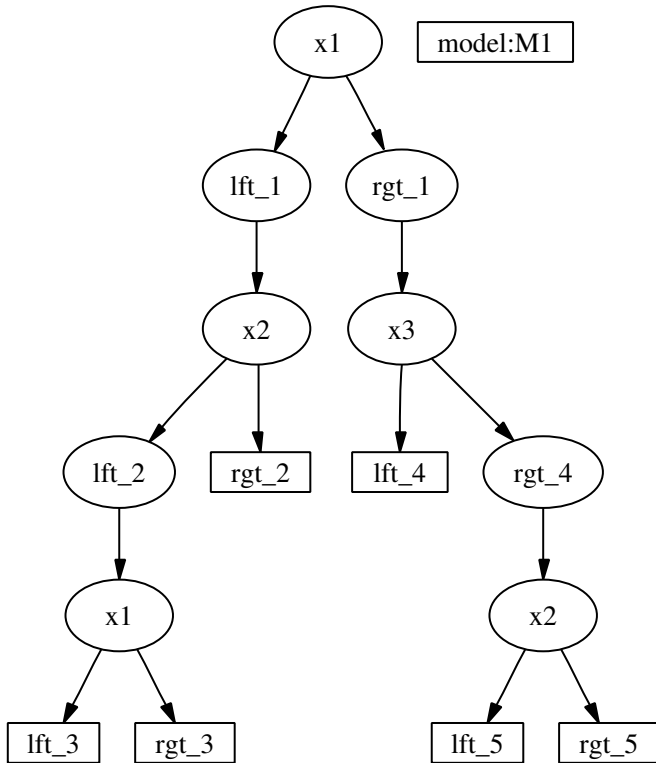 x1
model:M1
lft_1
rgt_1
x2
x3
lft_2
rgt_2
lft_4
rgt_4
x1
x2
lft_3
rgt_3
lft_5
rgt_5